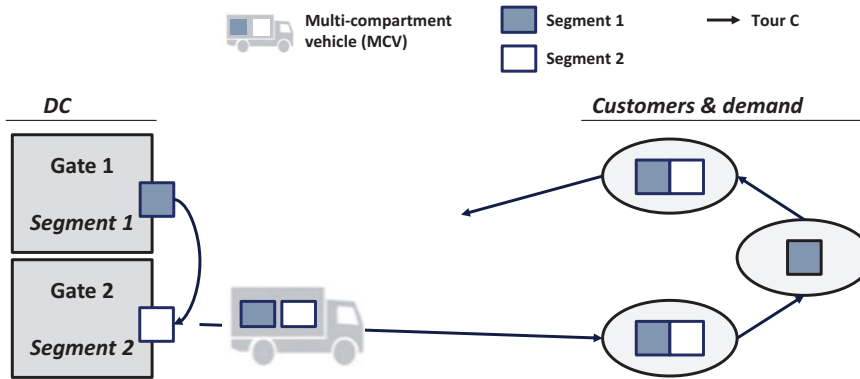 Multi-compartment
vehicle (MCV)
Segment 1
Segment 2
Tour C
DC
Customers & demand
Gate 1
Segment 1
Gate 2
Segment 2